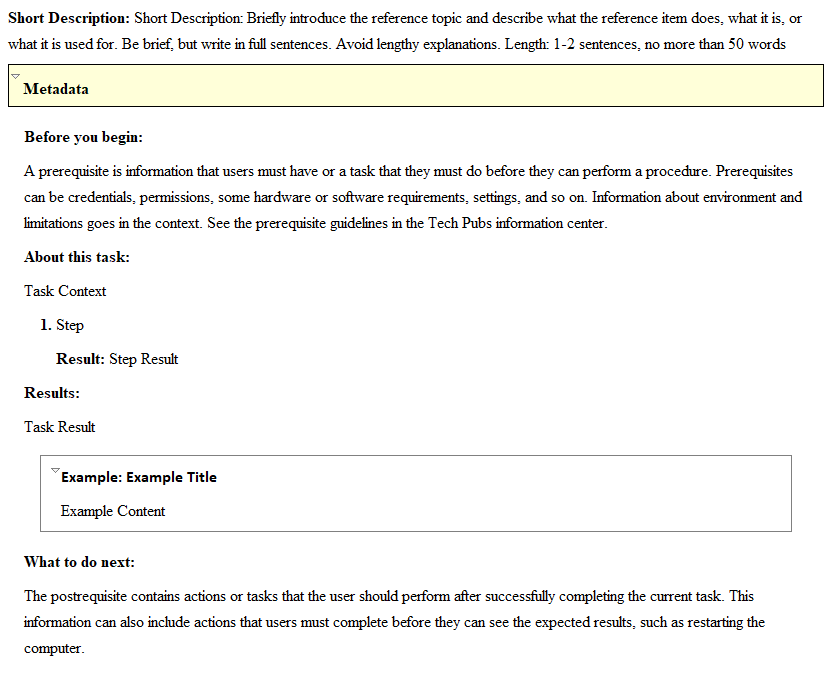 Short Description: Short Description: Briefly introduce the reference topic and describe what the reference item does, what it is, or
what it is used for. Be brief, but write in full sentences. Avoid lengthy explanations. Length: 1-2 sentences, no more than 50 words
Metadata
Before you begin:
A prerequisite is information that users must have or a task that they must do before they can perform a procedure. Prerequisites
can be credentials, permissions, some hardware or software requirements, settings, and so on. Information about environment and
limitations goes in the context. See the prerequisite guidelines in the Tech Pubs information center.
About this task:
Task Context
1. Step
Result: Step Result
Results:
Task Result
Example: Example Title
Example Content
What to do next:
The postrequisite contains actions or tasks that the user should perform after successfully completing the current task. This
information can also include actions that users must complete before they can see the expected results, such as restarting the
computer.